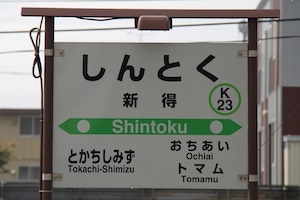 しんとく
新得
K
23
Shintoku
とかちしみず
Tokachi-Shimizu
おちあい
Ochiai
トマム
Tomamu